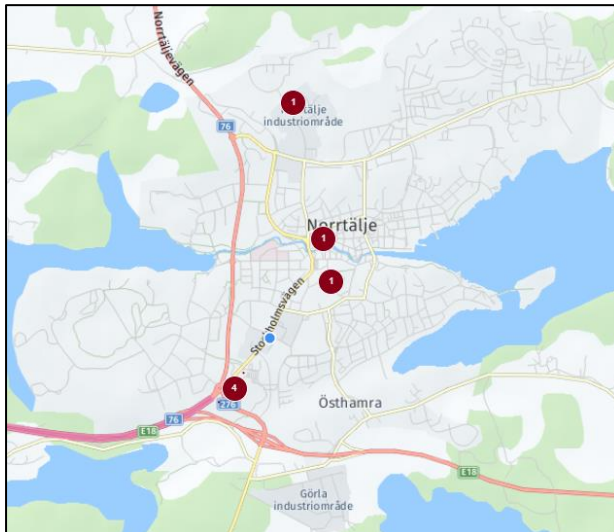 Norrtäljevägen
1
industriområde
76
Norrtälje
1
1
Stockholmsvägen
4
276
Östhamra
76
E18
E18
Görla
industriområde